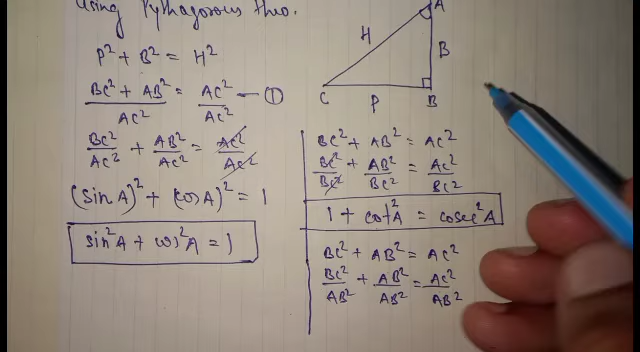 Using Pythagorous theo.
P² + B² = H²
BC² + AB² / AC² = AC² / AC² — ①
BC² / AC² + AB² / AC² = AC² / AC²
(sin A)² + (cos A)² = 1
sin²A + cos²A = 1
A
H
B
C
P
B
BC² + AB² = AC²
BC² / BC² + AB² / BC² = AC² / BC²
1 + cot²A = cosec²A
BC² + AB² = AC²
BC² / AB² + AB² / AB² = AC² / AB²